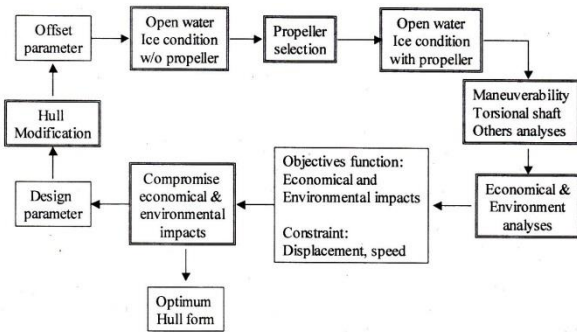 Offset
parameter
Open water
Ice condition
w/o propeller
Propeller
selection
Open water
Ice condition
with propeller
Maneuverability
Torsional shaft
Others analyses
Economical &
Environment
analyses
Objectives function:
Economical and
Environmental impacts
Constraint:
Displacement, speed
Compromise
economical &
environmental
impacts
Optimum
Hull form
Design
parameter
Hull
Modification